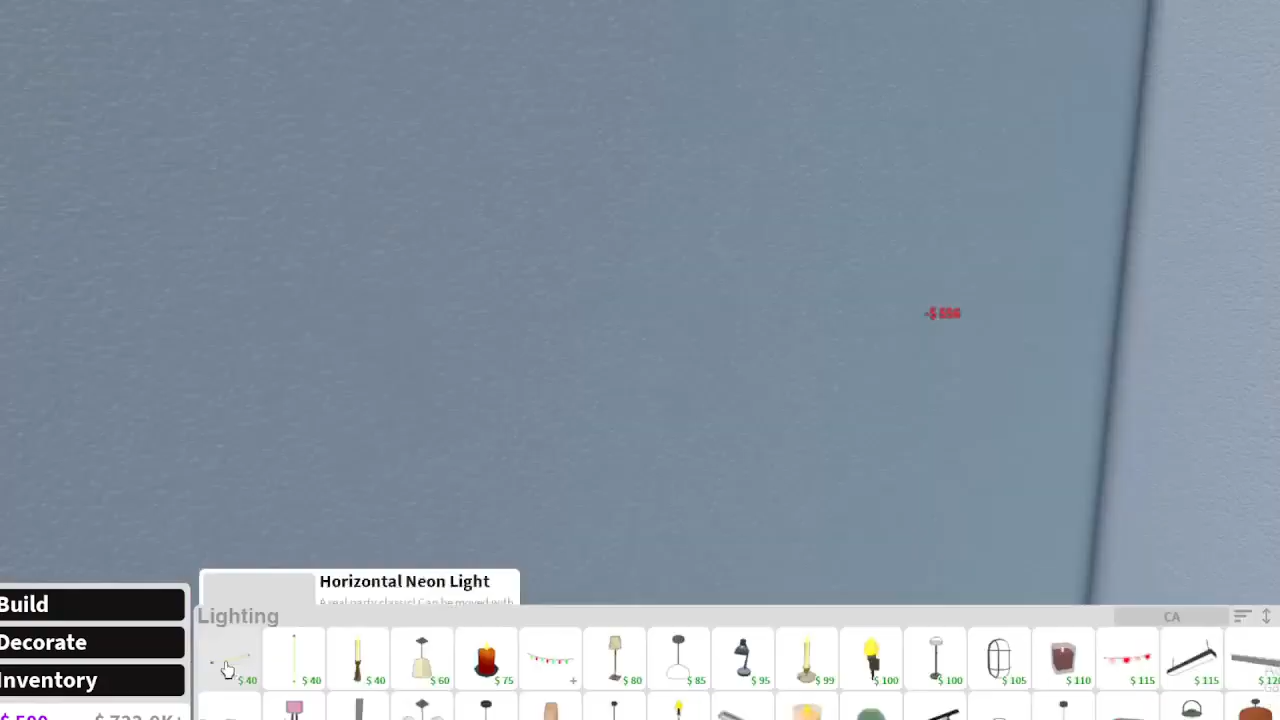 Horizontal Neon Light
Build
Lighting
CA
Decorate
Inventory
$ 40
$ 40
$ 40
$ 60
$ 75
+
$ 80
$ 85
$ 95
$ 99
$ 100
$ 100
$ 105
$ 110
$ 115
$ 115